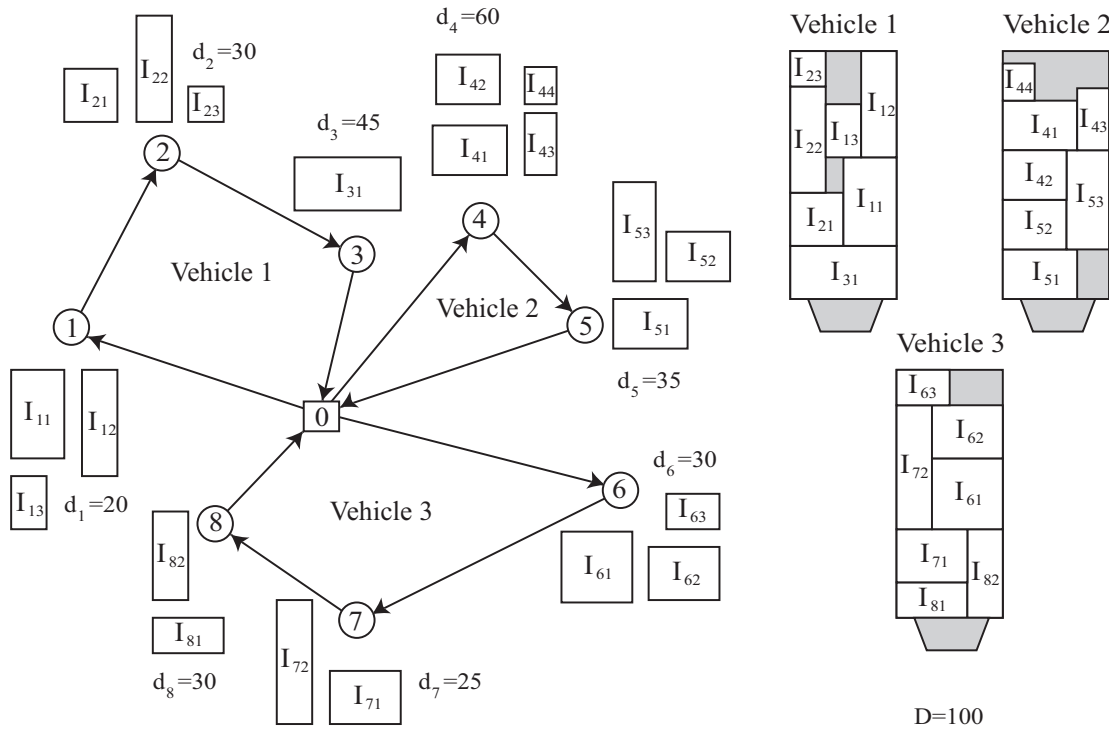 d₄=60
Vehicle 1
Vehicle 2
I₂₂
d₂=30
I₂₁
I₂₃
I₄₂
I₄₄
d₃=45
I₄₁
I₄₃
I₃₁
2
4
3
I₅₃
I₅₂
Vehicle 1
Vehicle 2
1
5
I₅₁
d₅=35
0
I₁₁
I₁₂
I₁₃
d₁=20
d₆=30
6
I₆₃
8
Vehicle 3
I₈₂
I₆₁
I₆₂
7
I₈₁
d₈=30
I₇₂
I₇₁
d₇=25
I₂₃
I₁₂
I₂₂
I₁₃
I₂₁
I₁₁
I₃₁
I₄₄
I₄₁
I₄₃
I₄₂
I₅₃
I₅₂
I₅₁
Vehicle 3
I₆₃
I₆₂
I₇₂
I₆₁
I₇₁
I₈₂
I₈₁
D=100